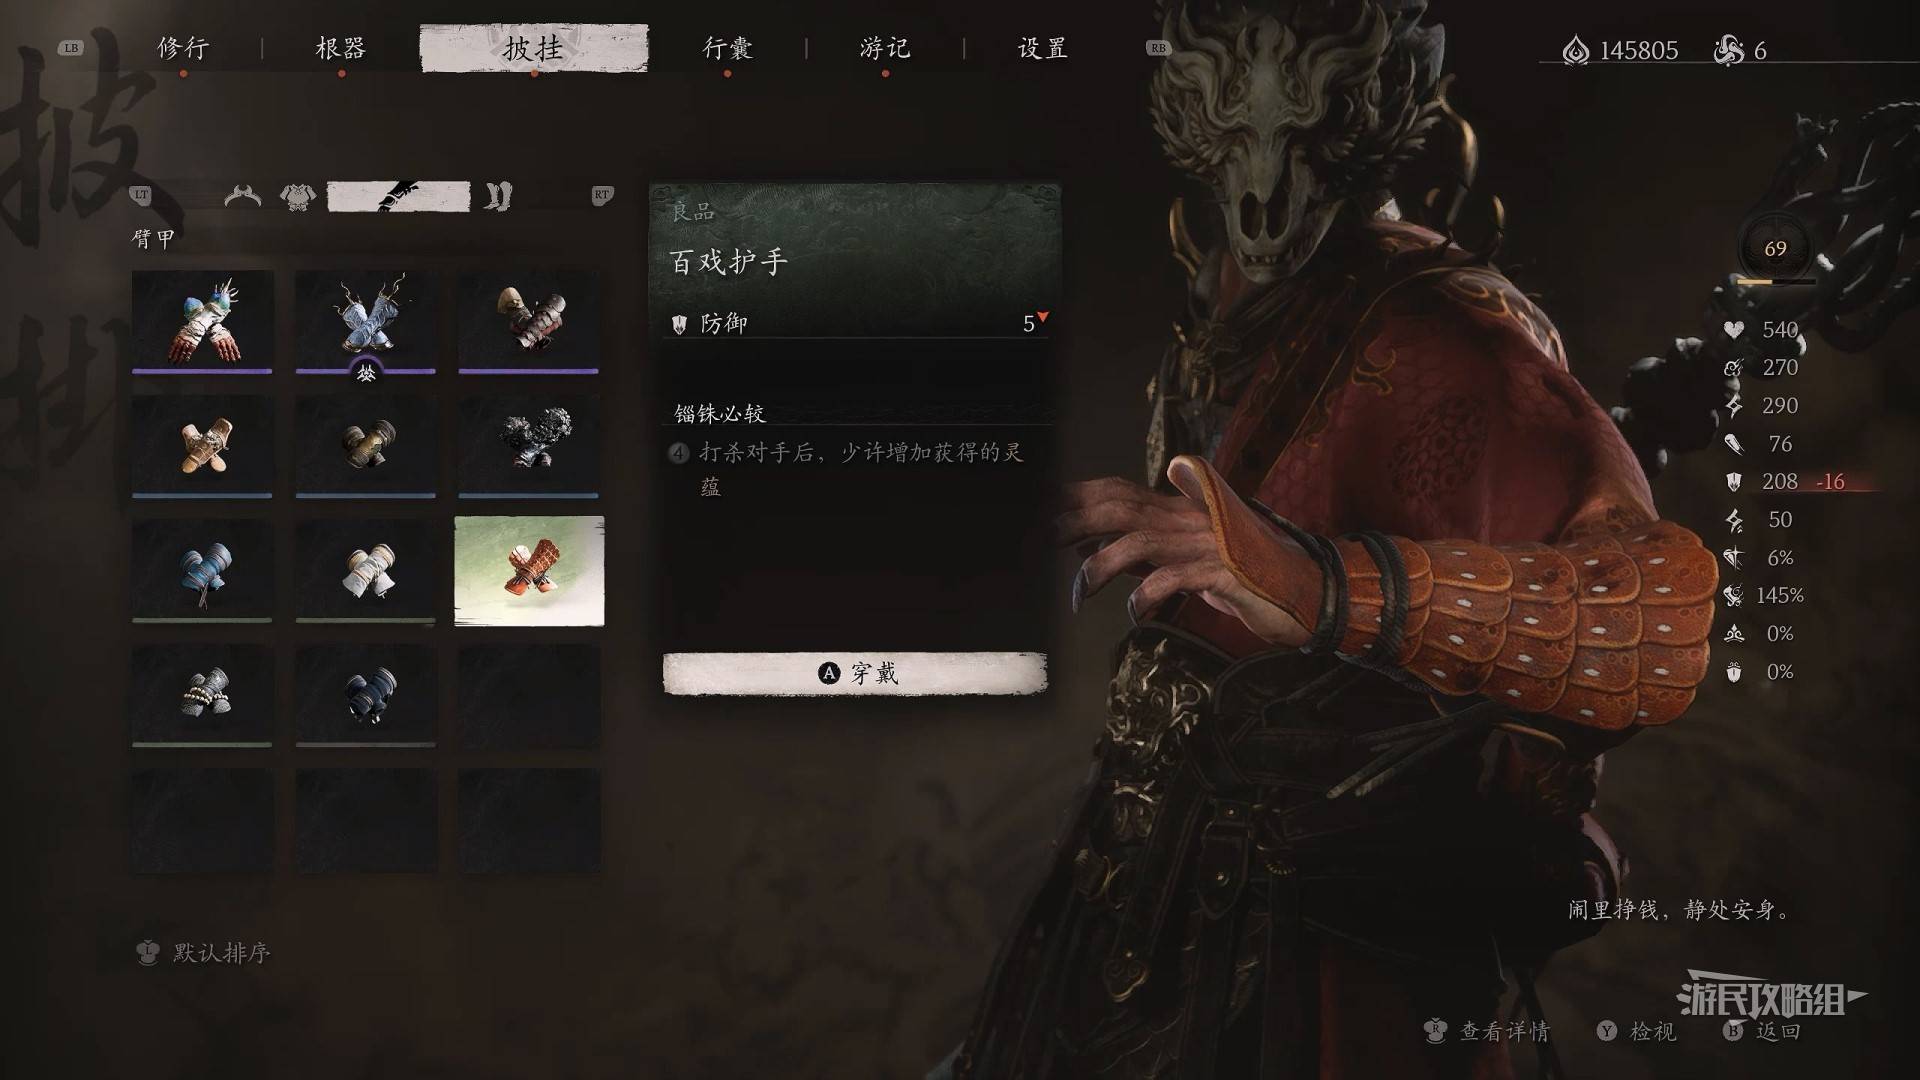 LB 修行 根器 披挂 行囊 游记 设置 RB 145805 6
披挂
LT RT
臂甲
良品
百戏护手
防御 5
锱铢必较
4 打杀对手后，少许增加获得的灵
蕴
A 穿戴
69
540
270
290
76
208 -16
50
6%
145%
0%
0%
闹里挣钱，静处安身。
L 默认排序
游民攻略组
R 查看详情 Y 检视 B 返回